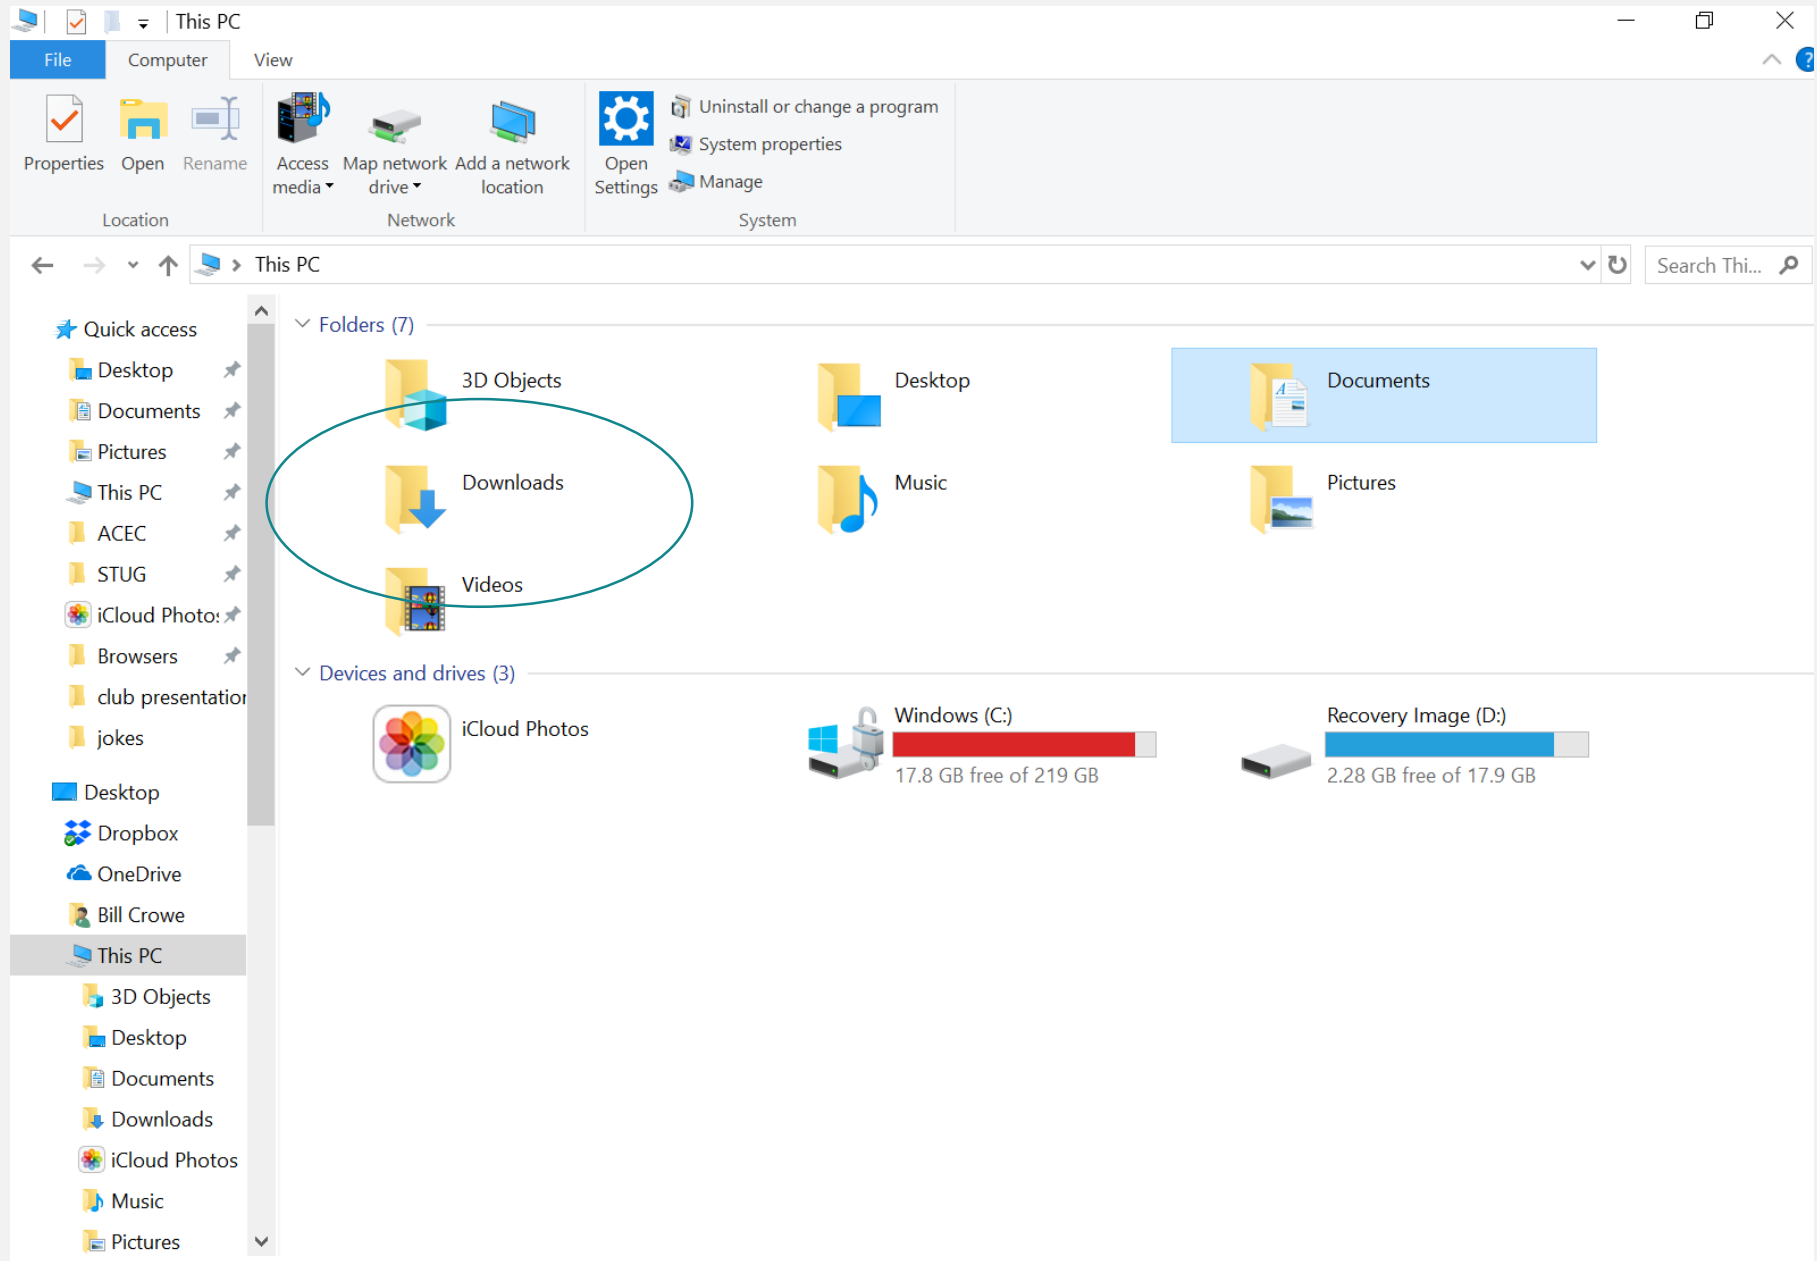 This PC
File
Computer
View
?
Properties
Open
Rename
Access
media
Map network
drive
Add a network
location
Open
Settings
Uninstall or change a program
System properties
Manage
Location
Network
System
This PC
Search Thi...
Quick access
Desktop
Documents
Pictures
This PC
ACEC
STUG
iCloud Photos
Browsers
club presentation
jokes
Desktop
Dropbox
OneDrive
Bill Crowe
This PC
3D Objects
Desktop
Documents
Downloads
iCloud Photos
Music
Pictures
Folders (7)
3D Objects
Desktop
Documents
A
Downloads
Music
Pictures
Videos
Devices and drives (3)
iCloud Photos
Windows (C:)
17.8 GB free of 219 GB
Recovery Image (D:)
2.28 GB free of 17.9 GB